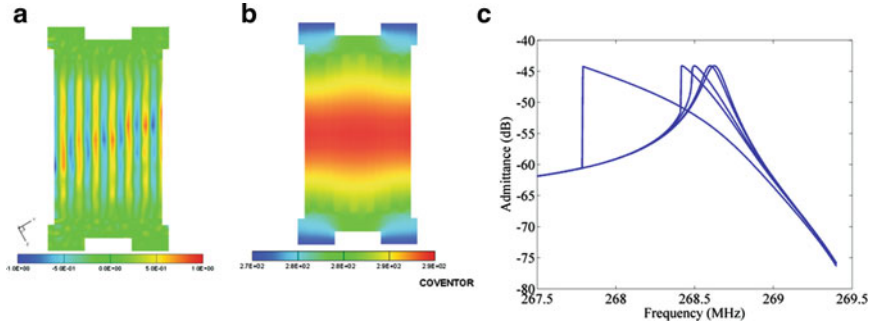 a
b
c
-1.0E+00 -5.0E-01 0.0E+00 5.0E-01 1.0E+00
2.7E+02 2.8E+02 2.8E+02 2.9E+02 2.9E+02
COVENTOR
Admittance (dB)
-40
-45
-50
-55
-60
-65
-70
-75
-80
267.5 268 268.5 269 269.5
Frequency (MHz)